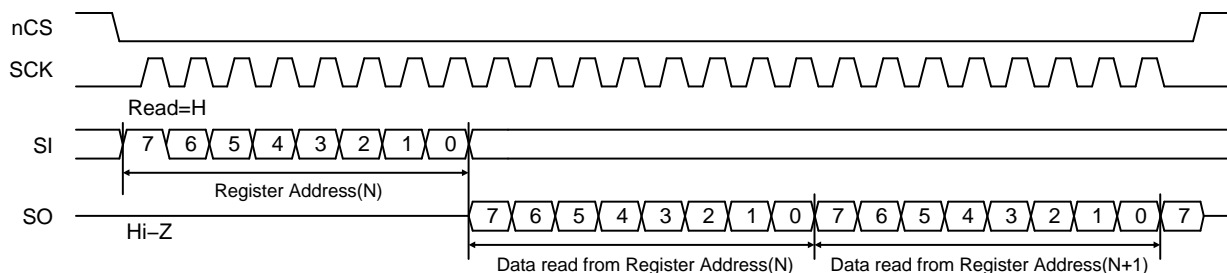 nCS
SCK
Read=H
SI 7 6 5 4 3 2 1 0
Register Address(N)
SO Hi–Z 7 6 5 4 3 2 1 0 7 6 5 4 3 2 1 0 7
Data read from Register Address(N) Data read from Register Address(N+1)